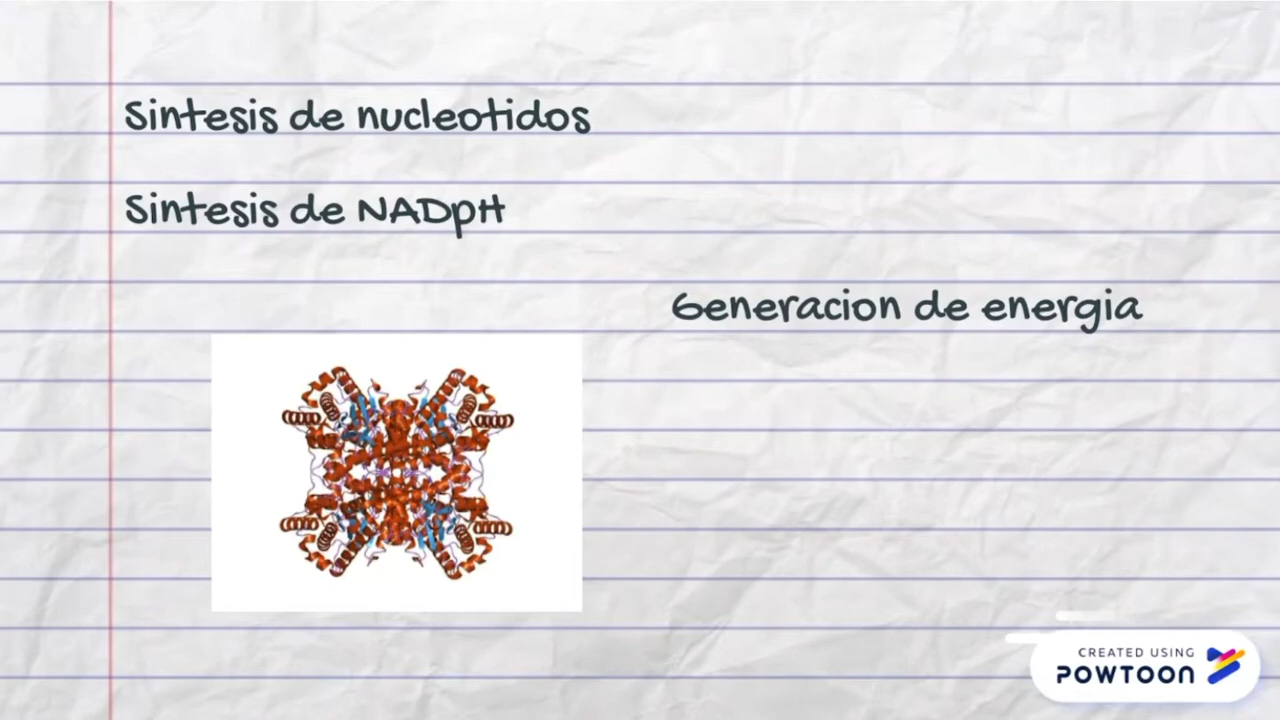 Sintesis de nucleotidos
Sintesis de NADpH
Generacion de energia
CREATED USING
POWTOON